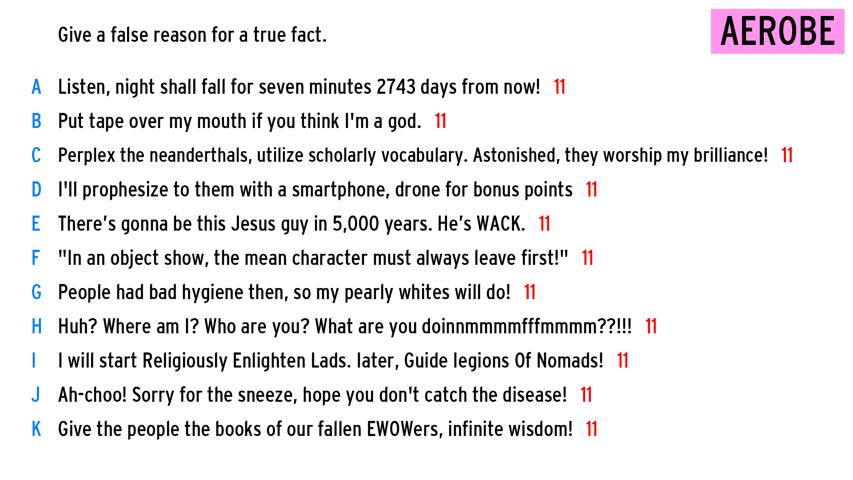 Give a false reason for a true fact.
AEROBE
A Listen, night shall fall for seven minutes 2743 days from now! 11
B Put tape over my mouth if you think I'm a god. 11
C Perplex the neanderthals, utilize scholarly vocabulary. Astonished, they worship my brilliance! 11
D I'll prophesize to them with a smartphone, drone for bonus points 11
E There’s gonna be this Jesus guy in 5,000 years. He’s WACK. 11
F "In an object show, the mean character must always leave first!" 11
G People had bad hygiene then, so my pearly whites will do! 11
H Huh? Where am I? Who are you? What are you doinnmmmmfffmmmm??!!! 11
I I will start Religiously Enlighten Lads. later, Guide legions Of Nomads! 11
J Ah-choo! Sorry for the sneeze, hope you don't catch the disease! 11
K Give the people the books of our fallen EWOWers, infinite wisdom! 11